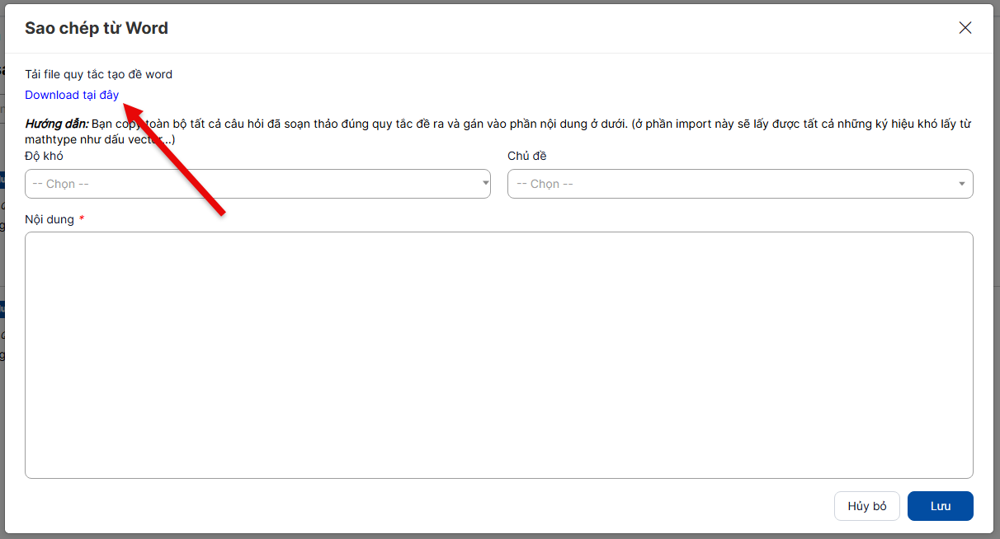 Sao chép từ Word
Tải file quy tắc tạo đề word
Download tại đây
Hướng dẫn: Bạn copy toàn bộ tất cả câu hỏi đã soạn thảo đúng quy tắc đề ra và gán vào phần nội dung ở dưới. (ở phần import này sẽ lấy được tất cả những ký hiệu khó lấy từ
mathtype như dấu vector...)
Độ khó
Chủ đề
-- Chọn --
-- Chọn --
Nội dung *
Hủy bỏ
Lưu